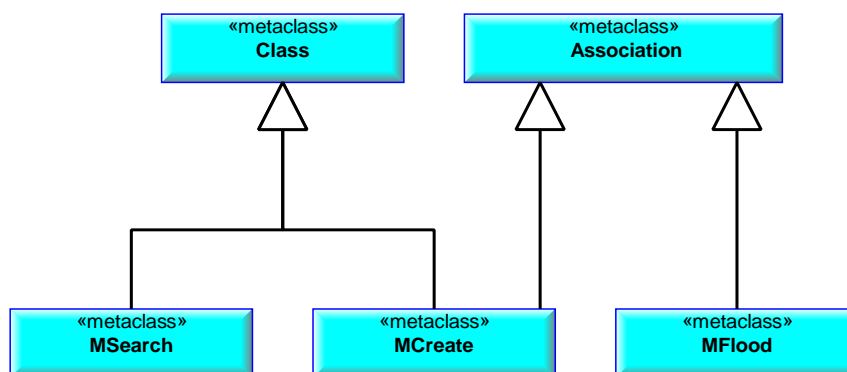 «metaclass»
Class
«metaclass»
Association
«metaclass»
MSearch
«metaclass»
MCreate
«metaclass»
MFlood